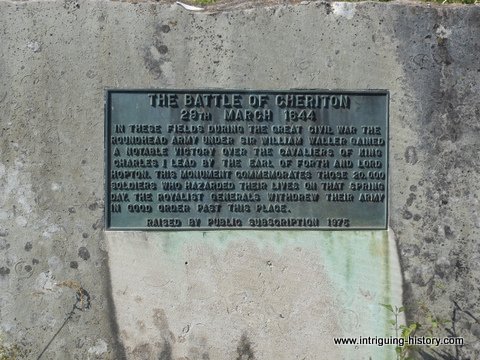 THE BATTLE OF CHERITON
29TH MARCH 1644
IN THESE FIELDS DURING THE GREAT CIVIL WAR THE
ROUNDHEAD ARMY UNDER SIR WILLIAM WALLER GAINED
A NOTABLE VICTORY OVER THE CAVALIERS OF KING
CHARLES I LEAD BY THE EARL OF FORTH AND LORD
HOPTON. THIS MONUMENT COMMEMORATES THOSE 20,000
SOLDIERS WHO HAZARDED THEIR LIVES ON THAT SPRING
DAY. THE ROYALIST GENERALS WITHDREW THEIR ARMY
IN GOOD ORDER PAST THIS PLACE.
RAISED BY PUBLIC SUBSCRIPTION 1975
www.intriguing-history.com